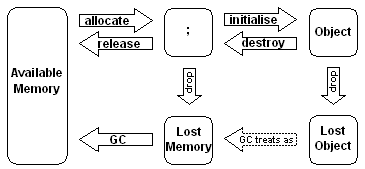 allocate
initialise
;
Object
release
destroy
Available
Memory
drop
drop
GC
Lost
Memory
GC treats as
Lost
Object